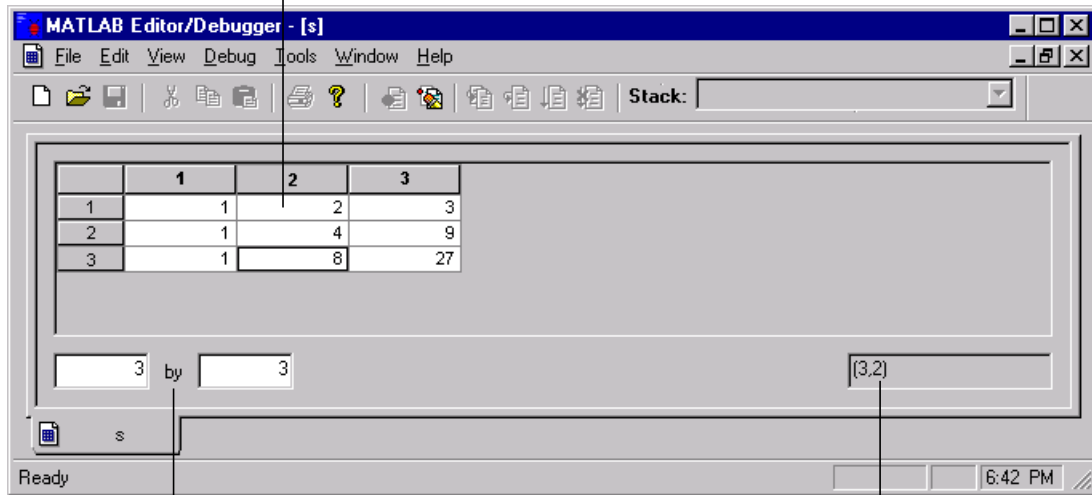 MATLAB Editor/Debugger - [s]
File Edit View Debug Tools Window Help
Stack:
1 2 3
1 1 2 3
2 1 4 9
3 1 8 27
3 by 3 (3,2)
s
Ready 6:42 PM